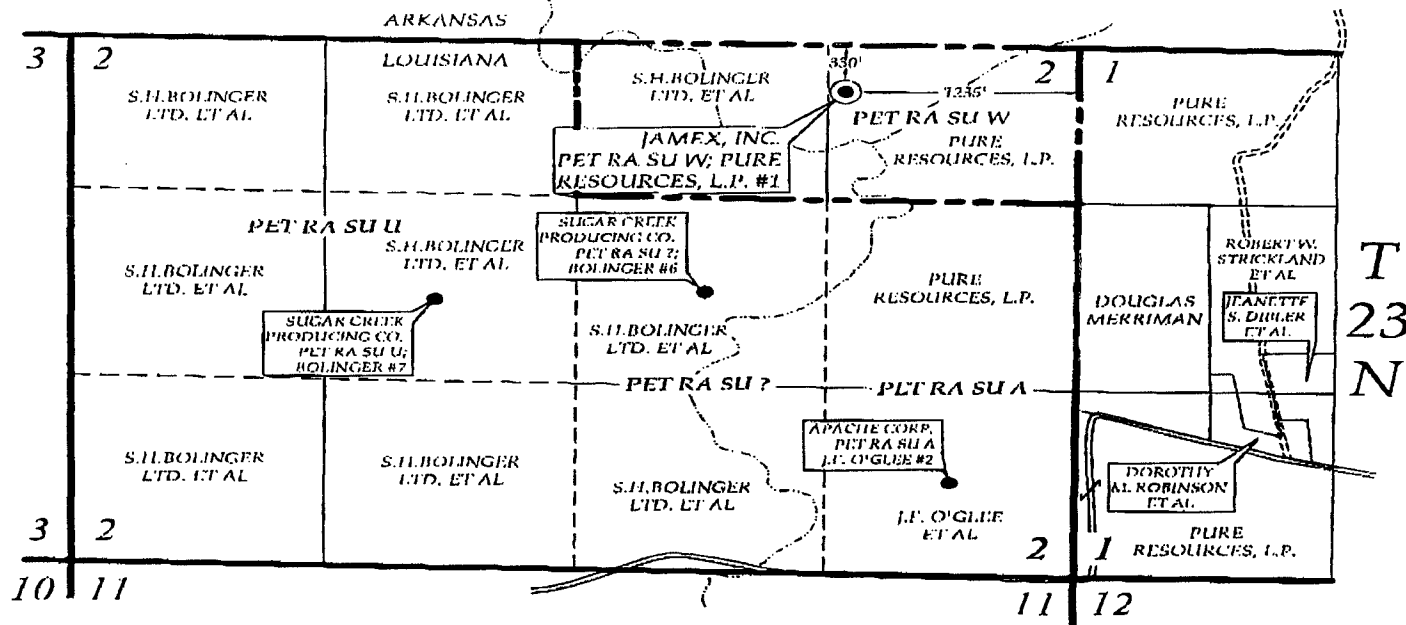 ARKANSAS
LOUISIANA
3
2
2
1
S.H.BOLINGER
LTD. ET AL
S.H.BOLINGER
LTD. ET AL
S.H.BOLINGER
LTD. ET AL
330'
PET RA SU W
PURE
RESOURCES, L.P.
PURE
RESOURCES, L.P.
JAMEX, INC.
PET RA SU W; PURE
RESOURCES, L.P. #1
PET RA SU U
S.H.BOLINGER
LTD. ET AL
S.H.BOLINGER
LTD. ET AL
SUGAR CREEK
PRODUCING CO.
PET RA SU ?;
BOLINGER #6
SUGAR CREEK
PRODUCING CO.
PET RA SU U;
BOLINGER #7
S.H.BOLINGER
LTD. ET AL
PURE
RESOURCES, L.P.
DOUGLAS
MERRIMAN
ROBERT W.
STRICKLAND
ET AL
JEANETTE
S. DIBLER
ET AL
T
23
N
PET RA SU ?
PET RA SU A
APACHE CORP.
PET RA SU A
J.F. O'GLEE #2
S.H.BOLINGER
LTD. ET AL
S.H.BOLINGER
LTD. ET AL
S.H.BOLINGER
LTD. ET AL
J.F. O'GLEE
ET AL
DOROTHY
M. ROBINSON
ET AL
PURE
RESOURCES, L.P.
3
2
2
1
10
11
11
12